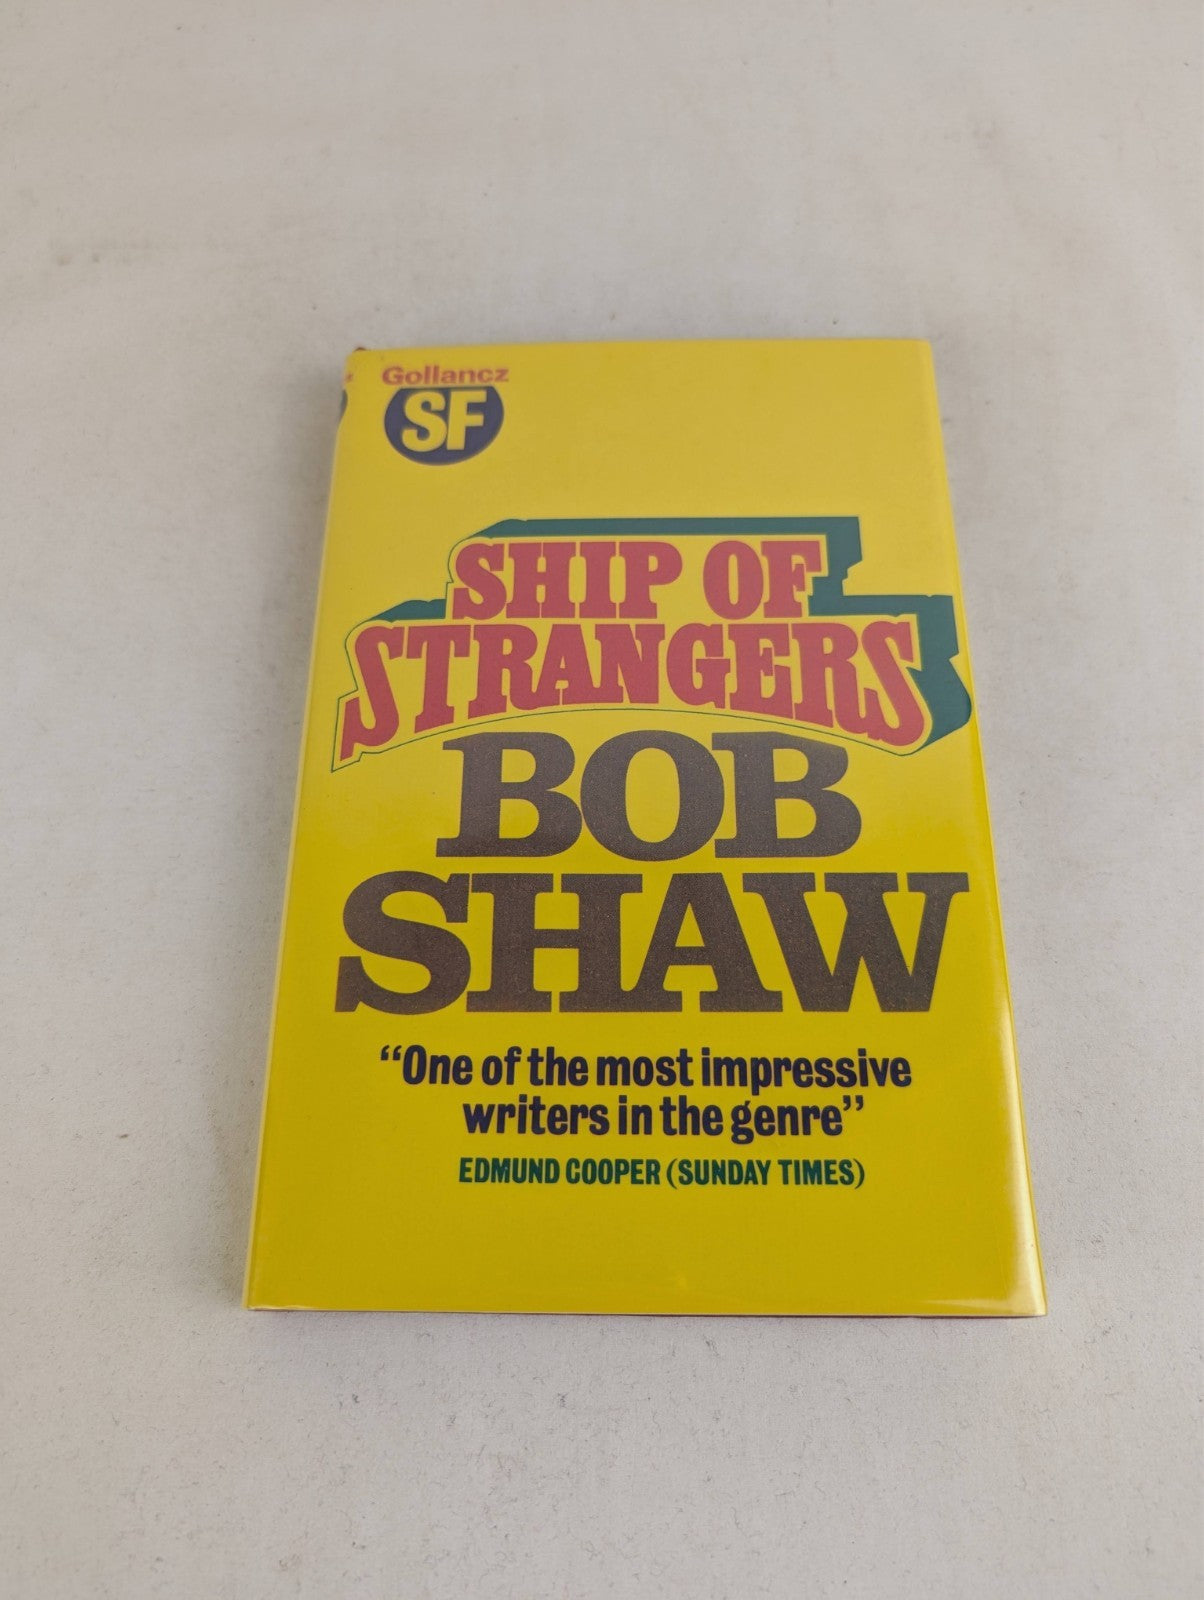 Gollancz
SF
SHIP OF
STRANGERS
BOB
SHAW
“One of the most impressive
writers in the genre”
EDMUND COOPER (SUNDAY TIMES)